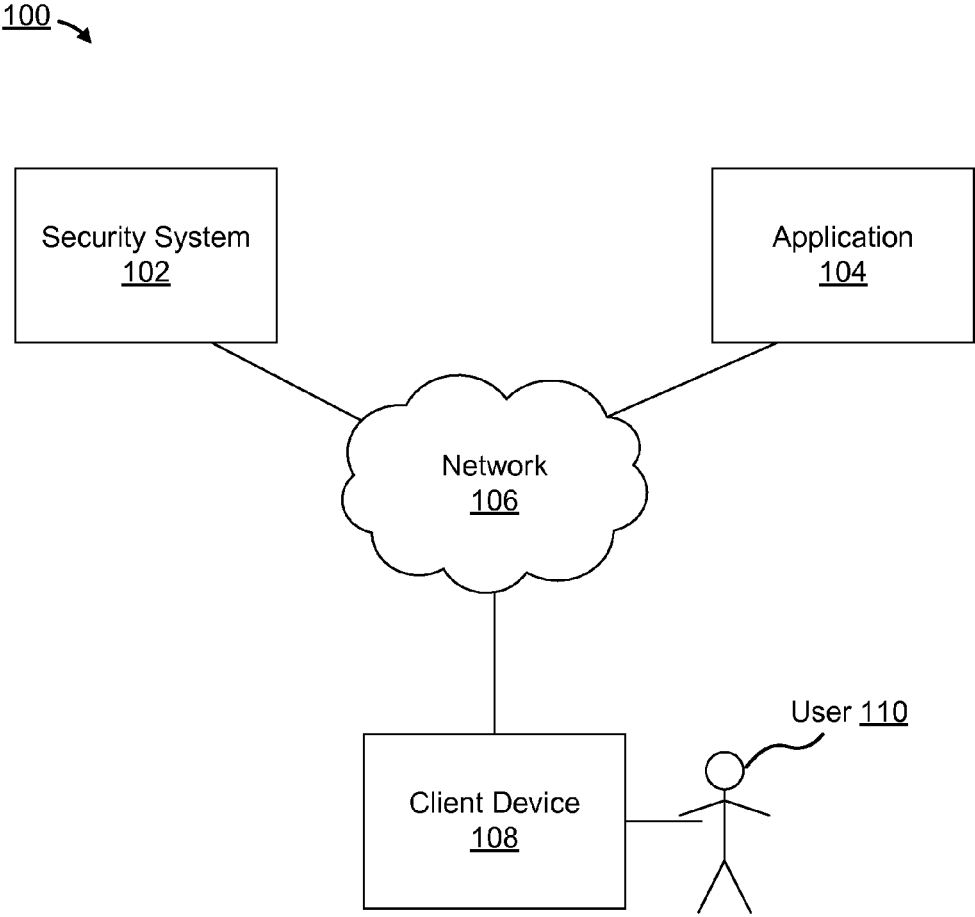 100
Security System
102
Application
104
Network
106
User 110
Client Device
108